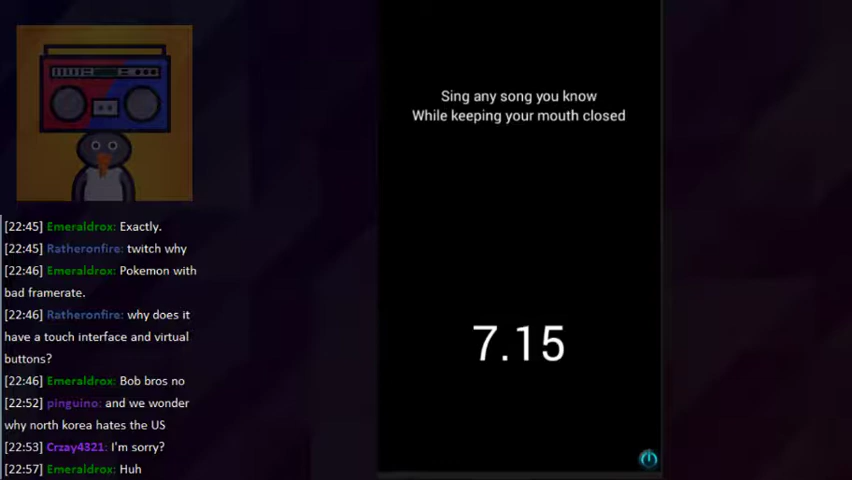 Sing any song you know
While keeping your mouth closed
7.15
[22:45] Emeraldrox: Exactly.
[22:45] Ratheronfire: twitch why
[22:46] Emeraldrox: Pokemon with
bad framerate.
[22:46] Ratheronfire: why does it
have a touch interface and virtual
buttons?
[22:46] Emeraldrox: Bob bros no
[22:52] pinguino: and we wonder
why north korea hates the US
[22:53] Crzay4321: I'm sorry?
[22:57] Emeraldrox: Huh